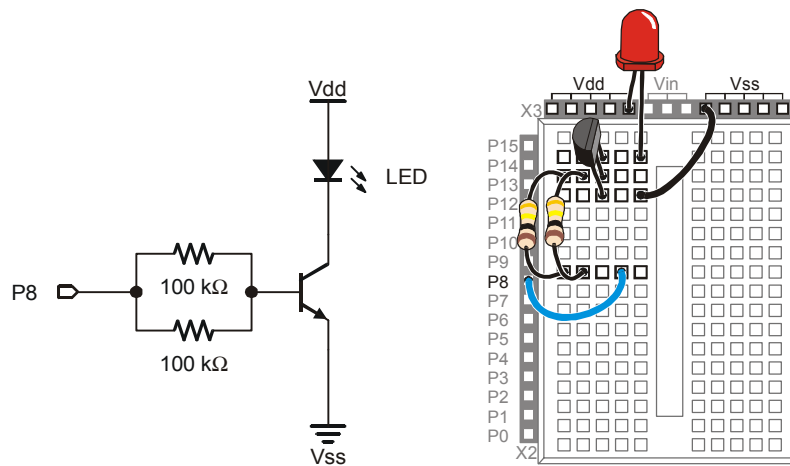 Vdd
LED
P8
100 kΩ
100 kΩ
Vss
Vdd
Vin
Vss
X3
P15
P14
P13
P12
P11
P10
P9
P8
P7
P6
P5
P4
P3
P2
P1
P0
X2